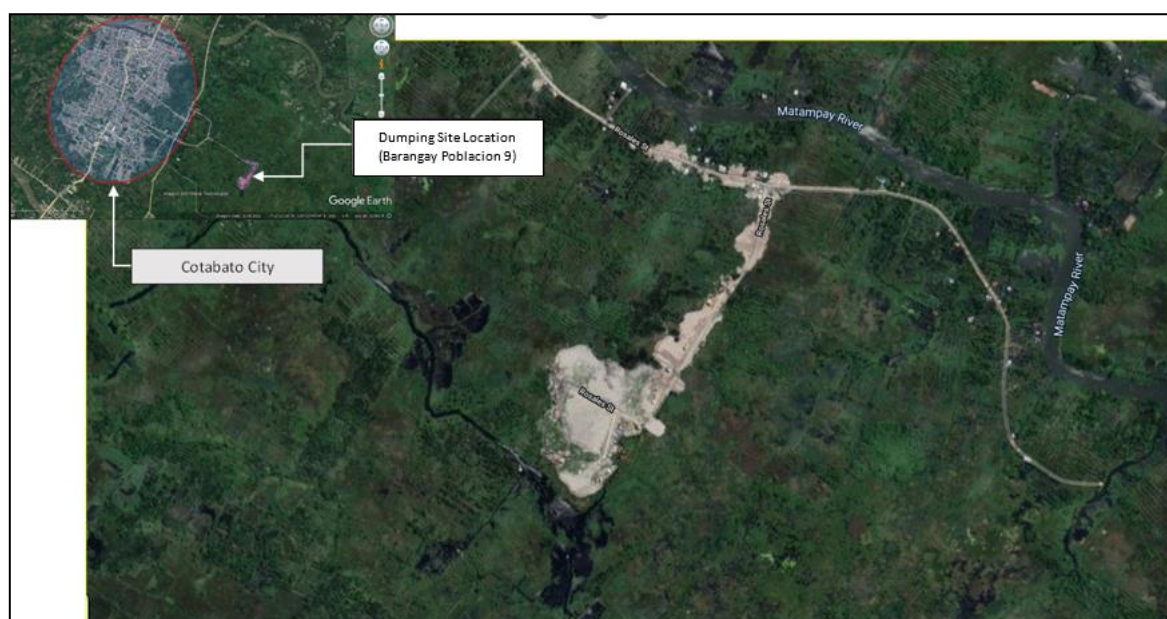 Dumping Site Location
(Barangay Poblacion 9)
Google Earth
Cotabato City
Matampay River
Rosales St
Rosales St
Rosales St
Matampay River